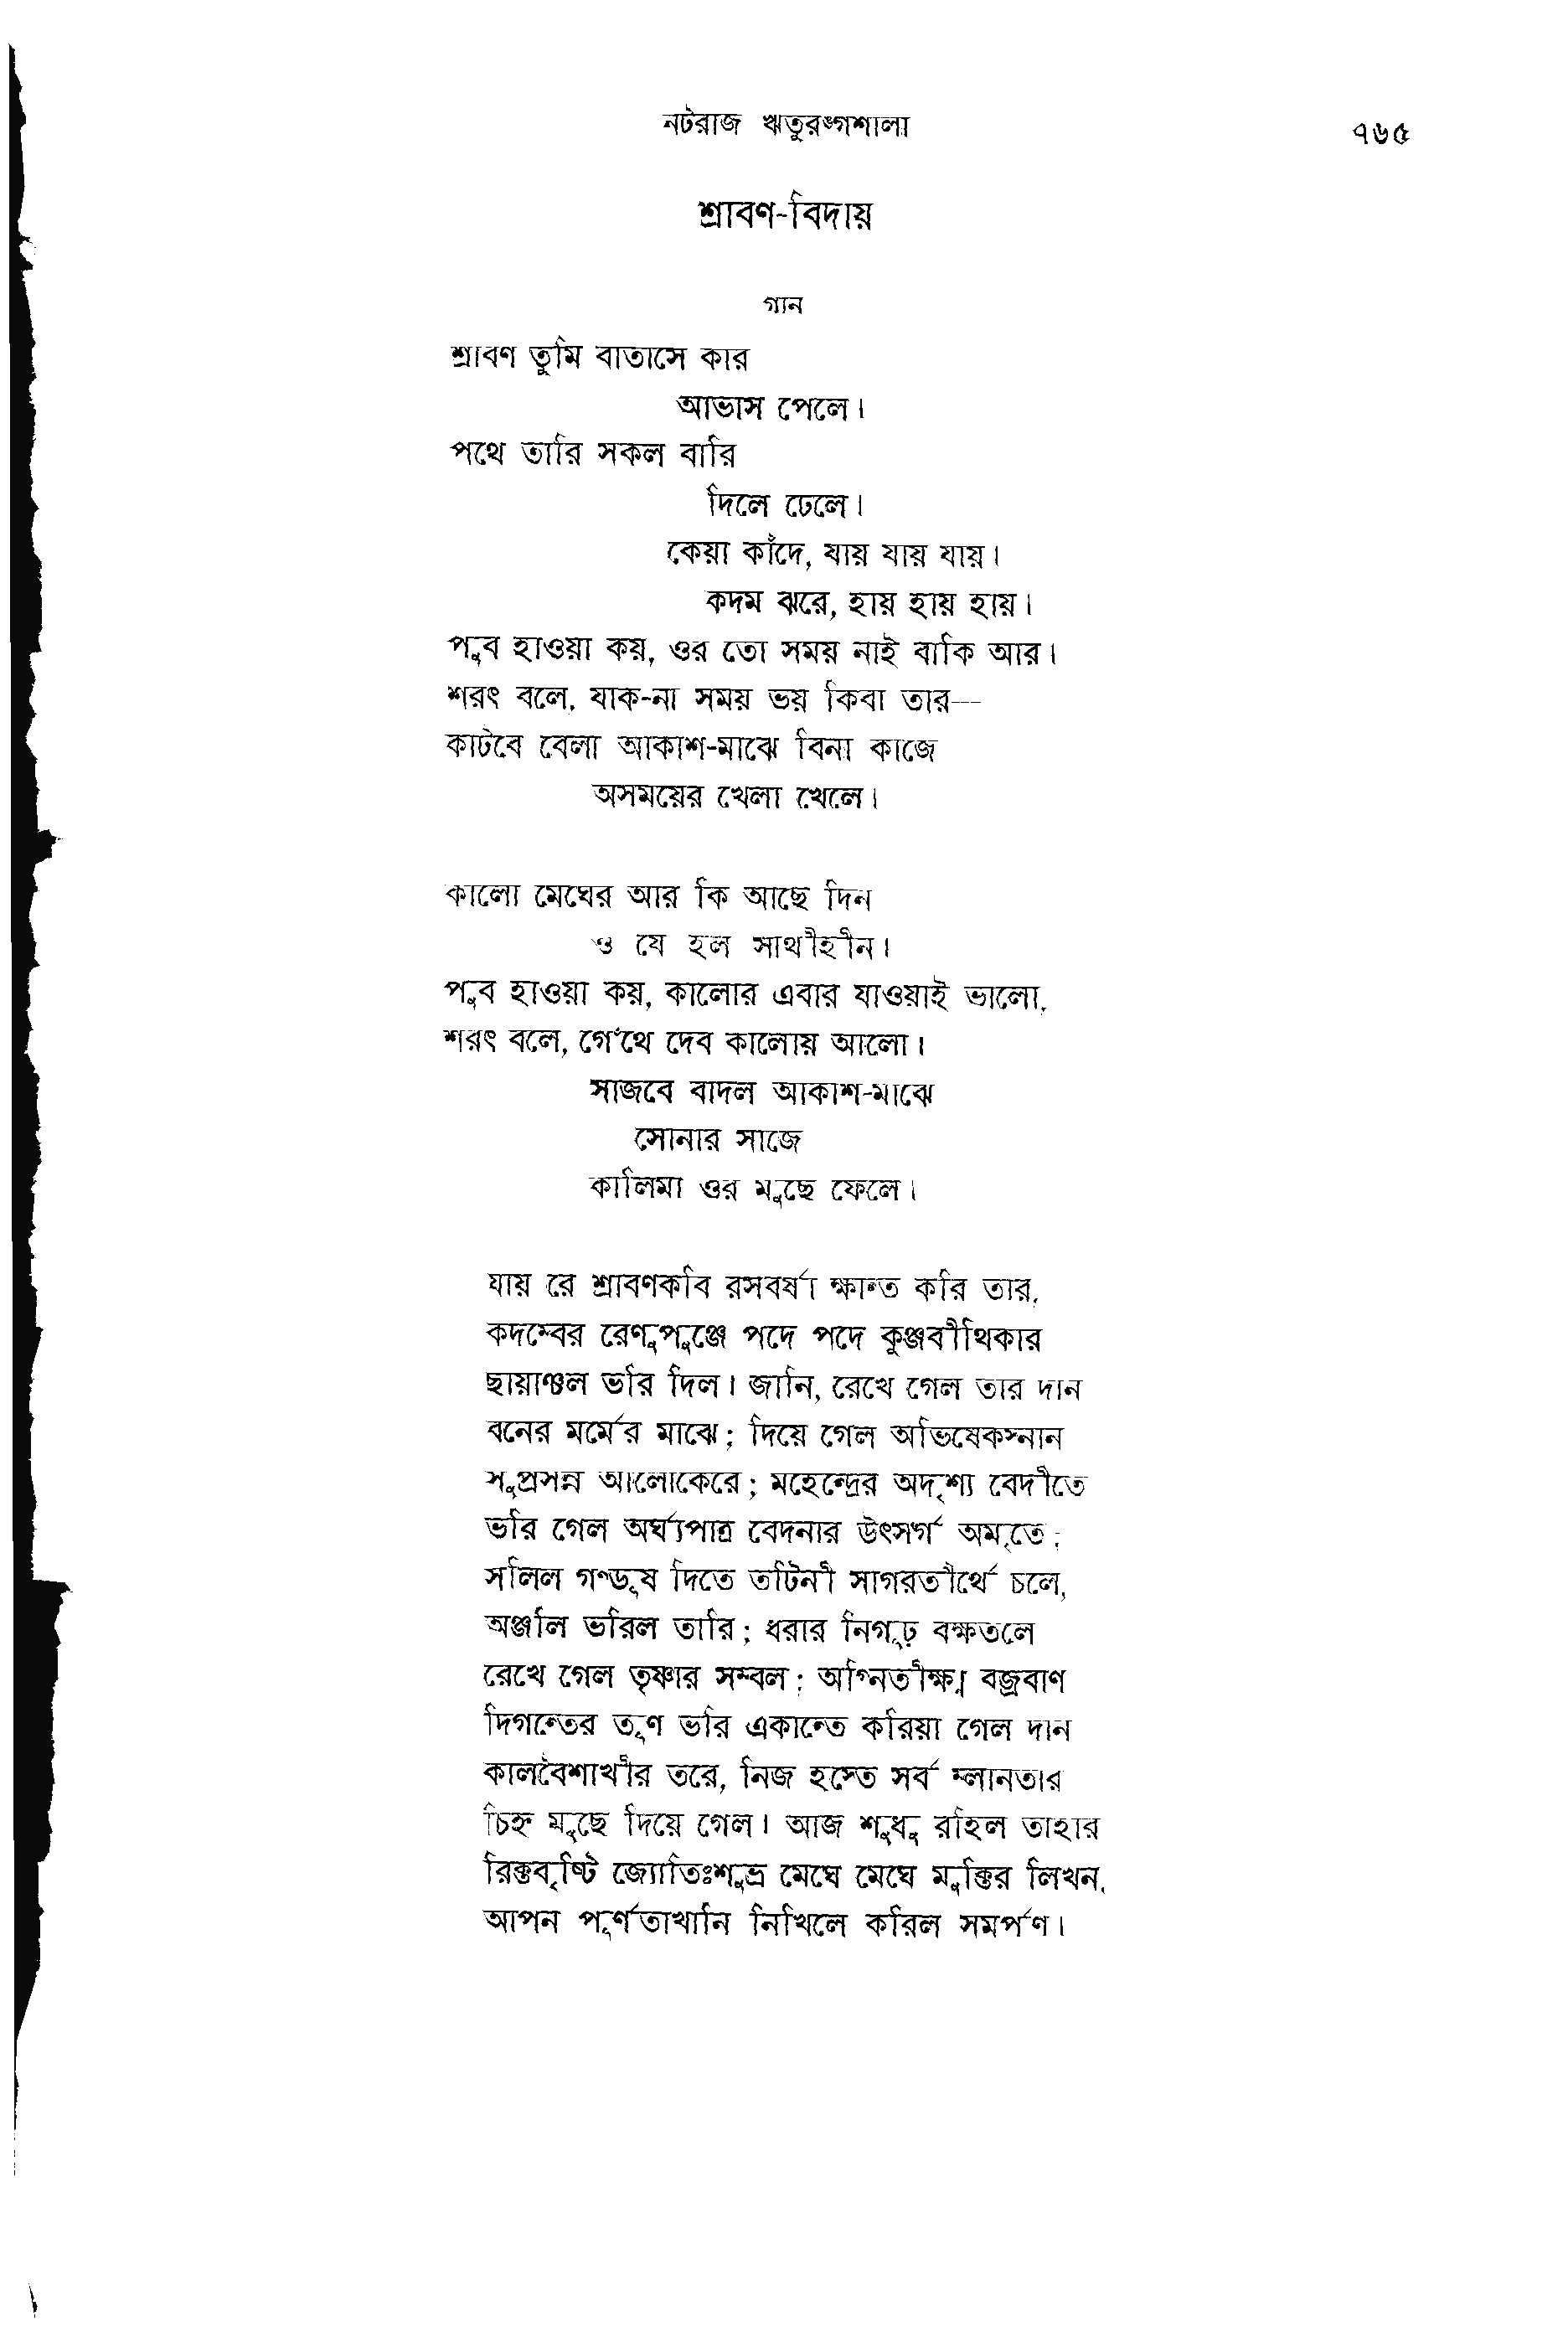 নটরাজ ঋতুরঙ্গশালা
৭৬৫
শ্রাবণ-বিদায়
গান
শ্রাবণ তুমি বাতাসে কার
আভাস পেলে।
পথে তারি সকল বারি
দিলে ঢেলে।
কেয়া কাঁদে, যায় যায় যায়।
কদম ঝরে, হায় হায় হায়।
পুব হাওয়া কয়, ওর তো সময় নাই বাকি আর।
শরৎ বলে, যাক-না সময় ভয় কিবা তার—
কাটবে বেলা আকাশ-মাঝে বিনা কাজে
অসময়ের খেলা খেলে।
কালো মেঘের আর কি আছে দিন
ও যে হল সাথীহীন।
পুব হাওয়া কয়, কালোর এবার যাওয়াই ভালো,
শরৎ বলে, গেঁথে দেব কালোয় আলো।
সাজবে বাদল আকাশ-মাঝে
সোনার সাজে
কালিমা ওর মুছে ফেলে।
যায় রে শ্রাবণকবি রসবর্ষা ক্ষান্ত করি তার,
কদম্বের রেণুপুঞ্জে পদে পদে কুঞ্জবীথিকার
ছায়াঞ্চল ভরি দিল। জানি, রেখে গেল তার দান
বনের মর্মের মাঝে; দিয়ে গেল অভিষেকস্নান
সুপ্রসন্ন আলোকেরে; মহেন্দ্রের অদৃশ্য বেদীতে
ভরি গেল অর্ঘ্যপাত্র বেদনার উৎসর্গ অমৃতে;
সলিল গণ্ডূষ দিতে তটিনী সাগরতীর্থে চলে,
অঞ্জলি ভরিল তারি; ধরার নিগূঢ় বক্ষতলে
রেখে গেল তৃষ্ণার সম্বল; অগ্নিতীক্ষ্ণ বজ্রবাণ
দিগন্তের তূণ ভরি একান্তে করিয়া গেল দান
কালবৈশাখীর তরে, নিজ হস্তে সর্ব ম্লানতার
চিহ্ন মুছে দিয়ে গেল। আজ শুধু রহিল তাহার
রিক্তবৃষ্টি জ্যোতিঃশুভ্র মেঘে মেঘে মুক্তির লিখন,
আপন পূর্ণতাখানি নিখিলে করিল সমর্পণ।